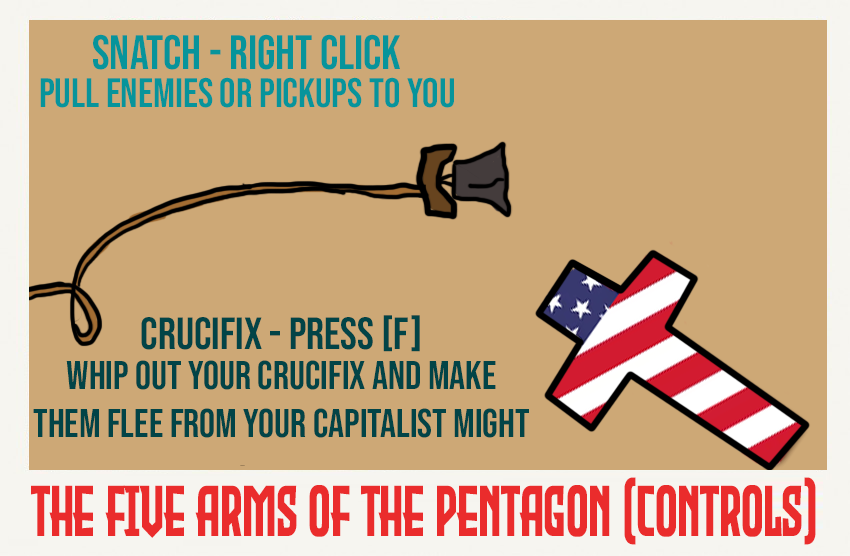 SNATCH - RIGHT CLICK
PULL ENEMIES OR PICKUPS TO YOU
CRUCIFIX - PRESS [F]
WHIP OUT YOUR CRUCIFIX AND MAKE
THEM FLEE FROM YOUR CAPITALIST MIGHT
THE FIVE ARMS OF THE PENTAGON (CONTROLS)